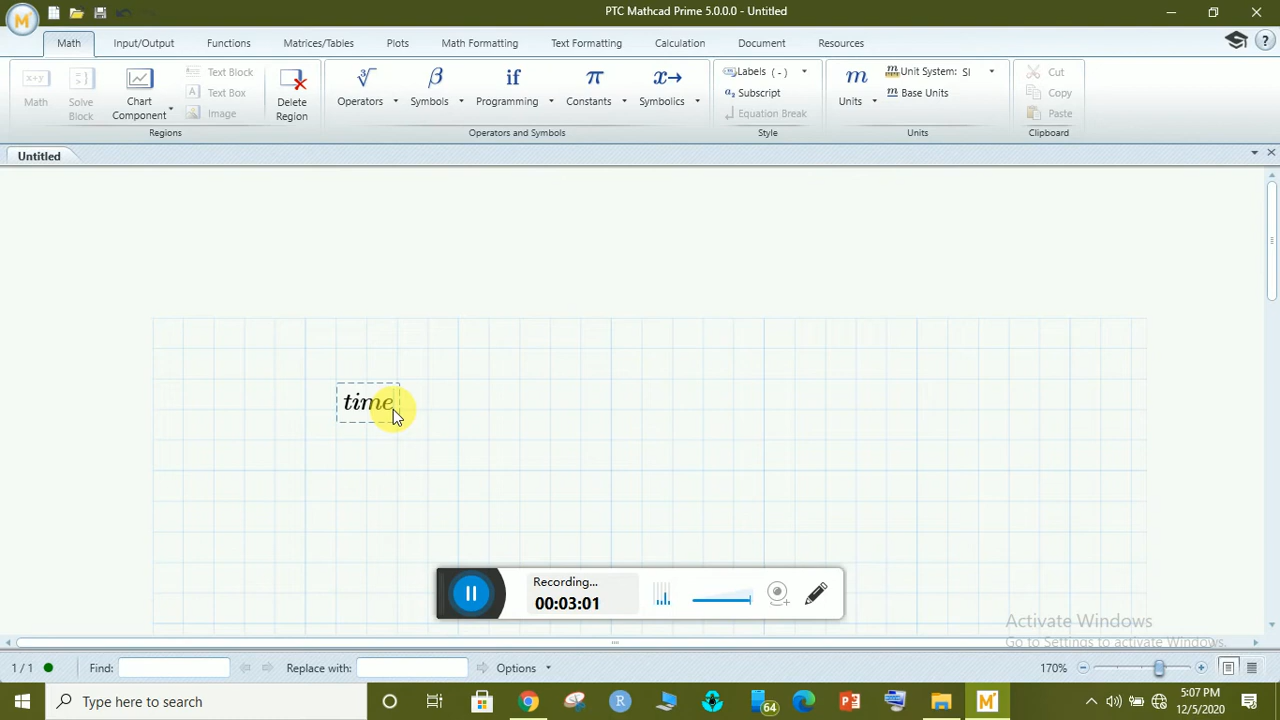 PTC Mathcad Prime 5.0.0.0 - Untitled
Math Input/Output Functions Matrices/Tables Plots Math Formatting Text Formatting Calculation Document Resources
Math
Solve Block
Chart Component
Text Block
Text Box
Image
Delete Region
Regions
Operators
Symbols
if
Programming
π
Constants
Symbolics
Operators and Symbols
Labels ( - )
Subscript
Equation Break
Style
m
Units
Unit System: SI
Base Units
Units
Cut
Copy
Paste
Clipboard
Untitled
time
Recording...
00:03:01
Activate Windows
Go to Settings to activate Windows.
1 / 1 Find: Replace with: Options 170%
Type here to search
64
5:07 PM
12/5/2020